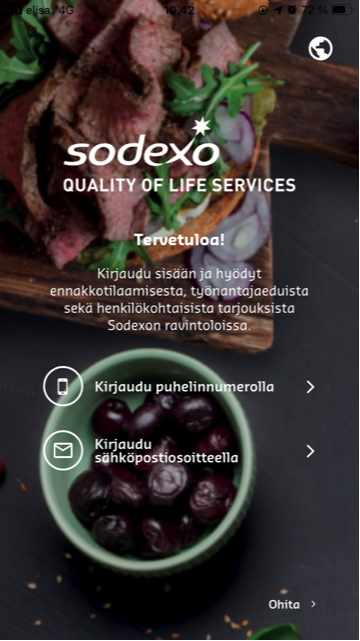 elisa 4G 10.42 72 %
sodexo
QUALITY OF LIFE SERVICES
Tervetuloa!
Kirjaudu sisään ja hyödyt
ennakkotilaamisesta, työnantajaeduista
sekä henkilökohtaisista tarjouksista
Sodexon ravintoloissa.
Kirjaudu puhelinnumerolla
Kirjaudu
sähköpostiosoitteella
Ohita